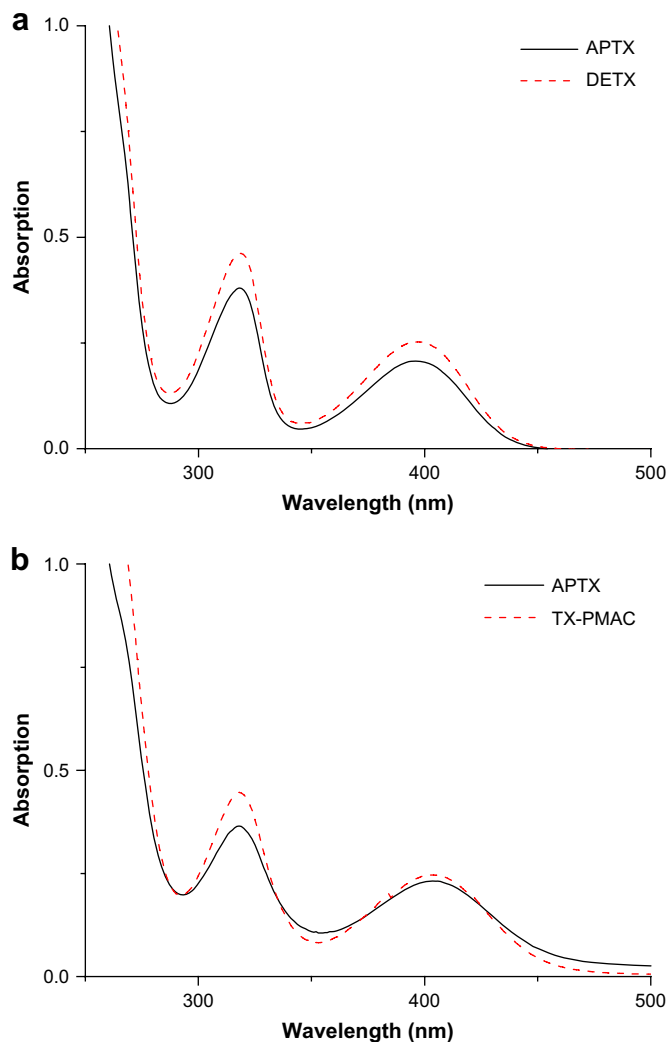 a
1.0
APTX
DETX
0.5
Absorption
0.0
300
400
500
Wavelength (nm)
b
1.0
APTX
TX-PMAC
0.5
Absorption
0.0
300
400
500
Wavelength (nm)